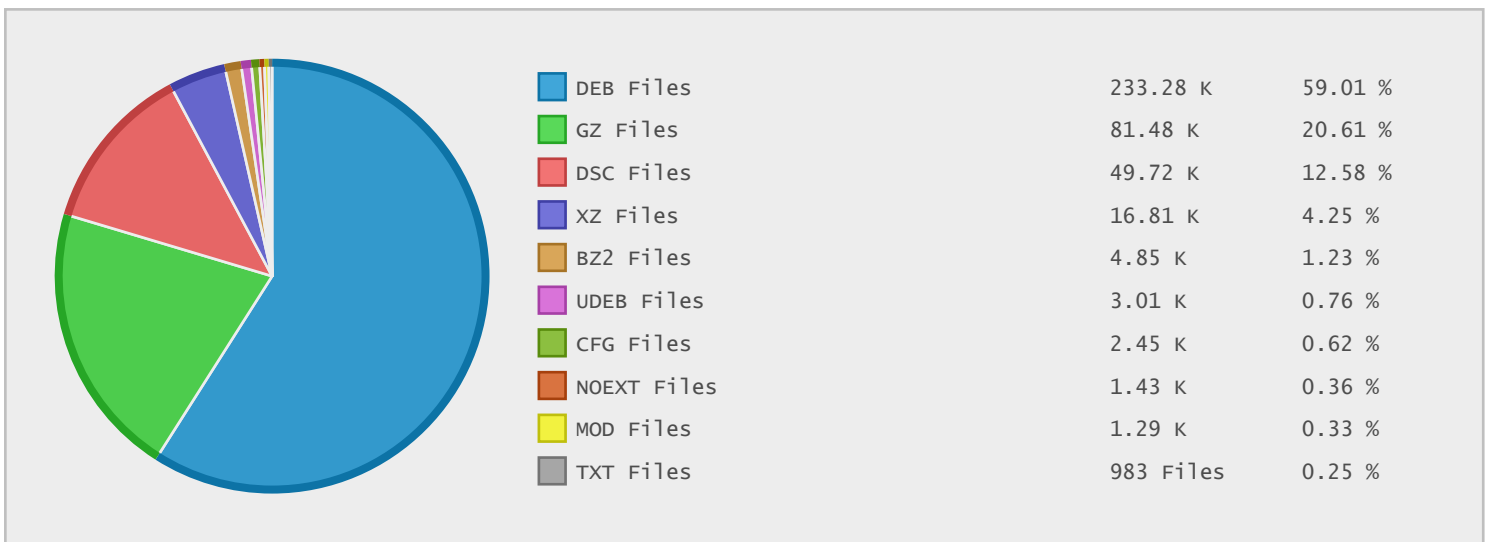 DEB Files 233.28 K 59.01 %
GZ Files 81.48 K 20.61 %
DSC Files 49.72 K 12.58 %
XZ Files 16.81 K 4.25 %
BZ2 Files 4.85 K 1.23 %
UDEB Files 3.01 K 0.76 %
CFG Files 2.45 K 0.62 %
NOEXT Files 1.43 K 0.36 %
MOD Files 1.29 K 0.33 %
TXT Files 983 Files 0.25 %